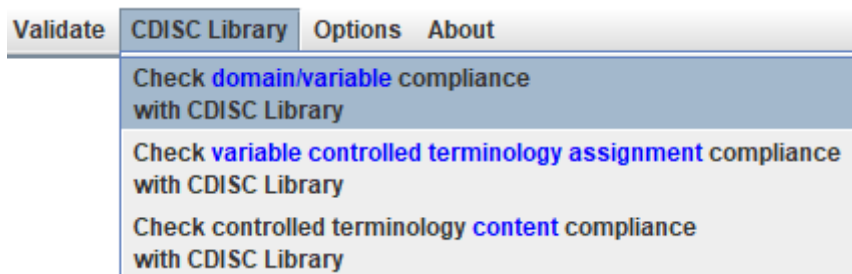 Validate CDISC Library Options About
Check domain/variable compliance
with CDISC Library
Check variable controlled terminology assignment compliance
with CDISC Library
Check controlled terminology content compliance
with CDISC Library